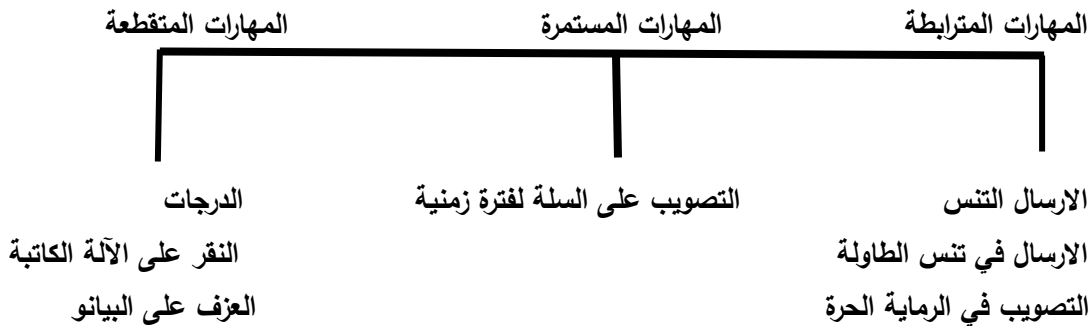 المهارات المترابطة المهارات المستمرة المهارات المتقطعة
الارسال التنس التصويب على السلة لفترة زمنية الدرجات
الارسال في تنس الطاولة النقر على الآلة الكاتبة
التصويب في الرماية الحرة العزف على البيانو